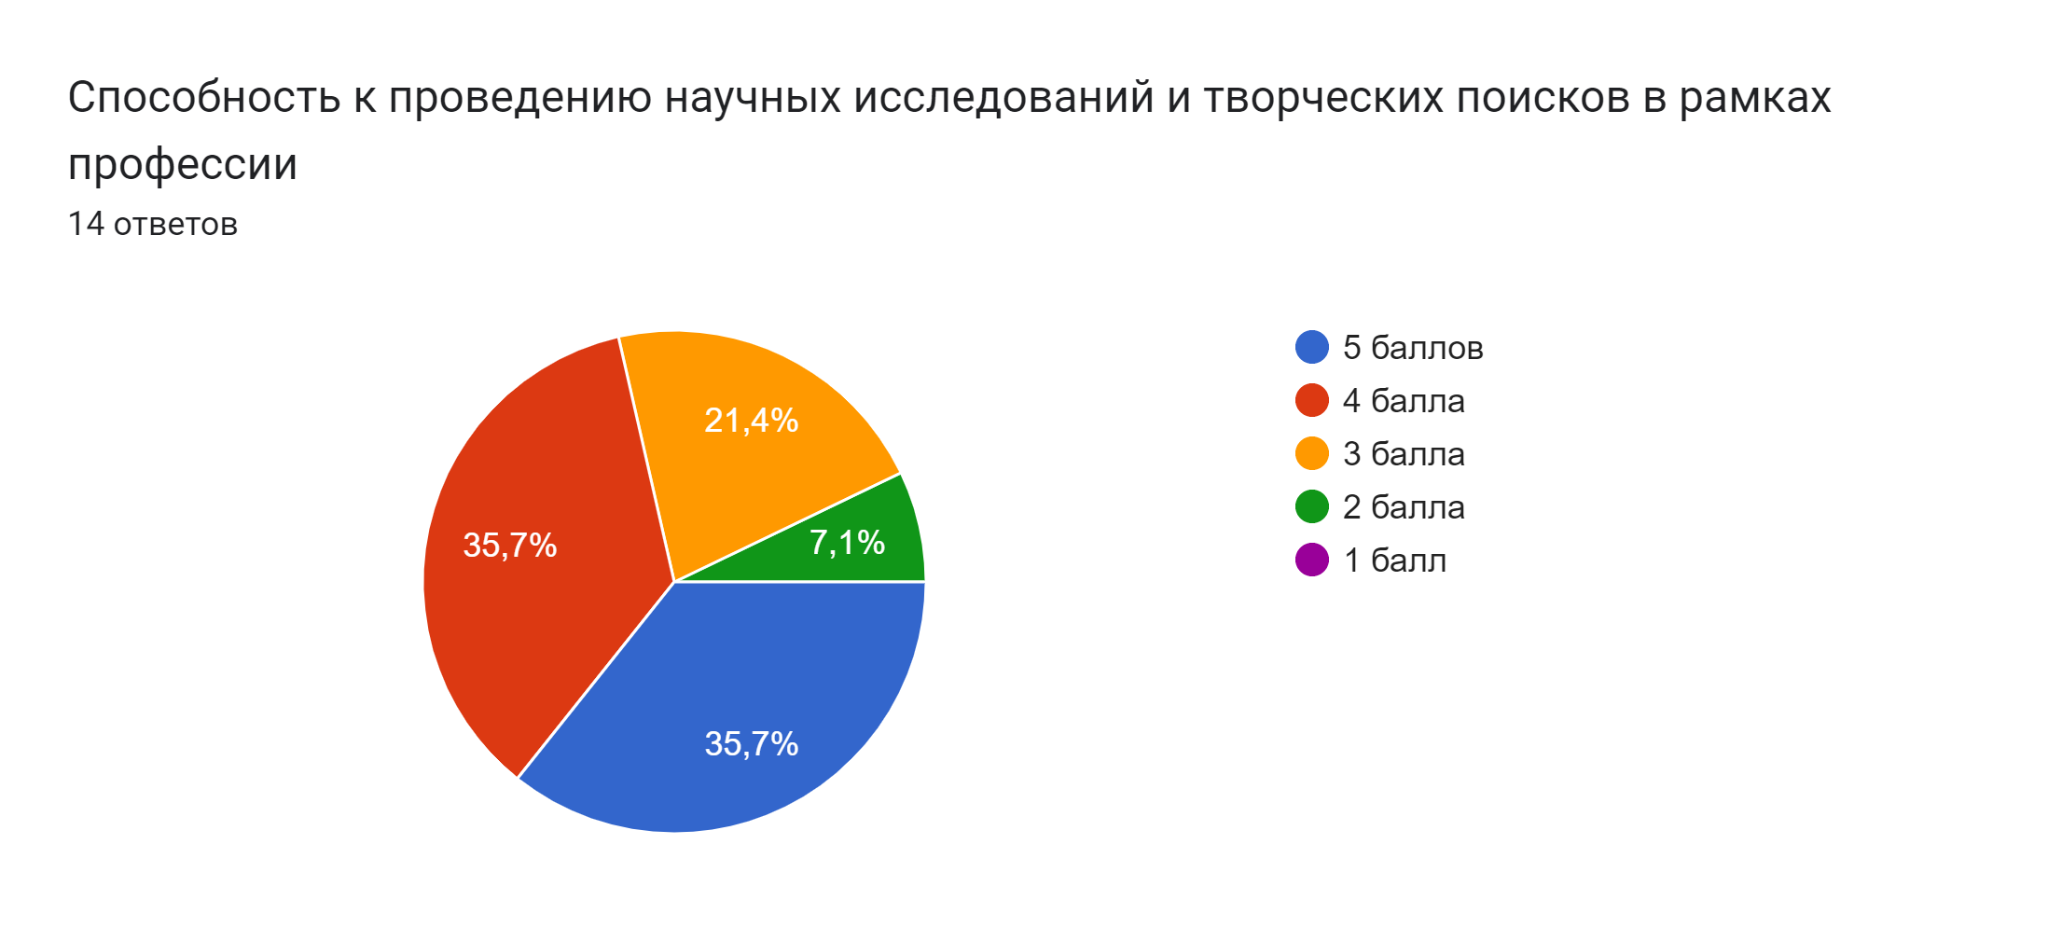 Способность к проведению научных исследований и творческих поисков в рамках
профессии
14 ответов
21,4%
7,1%
35,7%
35,7%
5 баллов
4 балла
3 балла
2 балла
1 балл